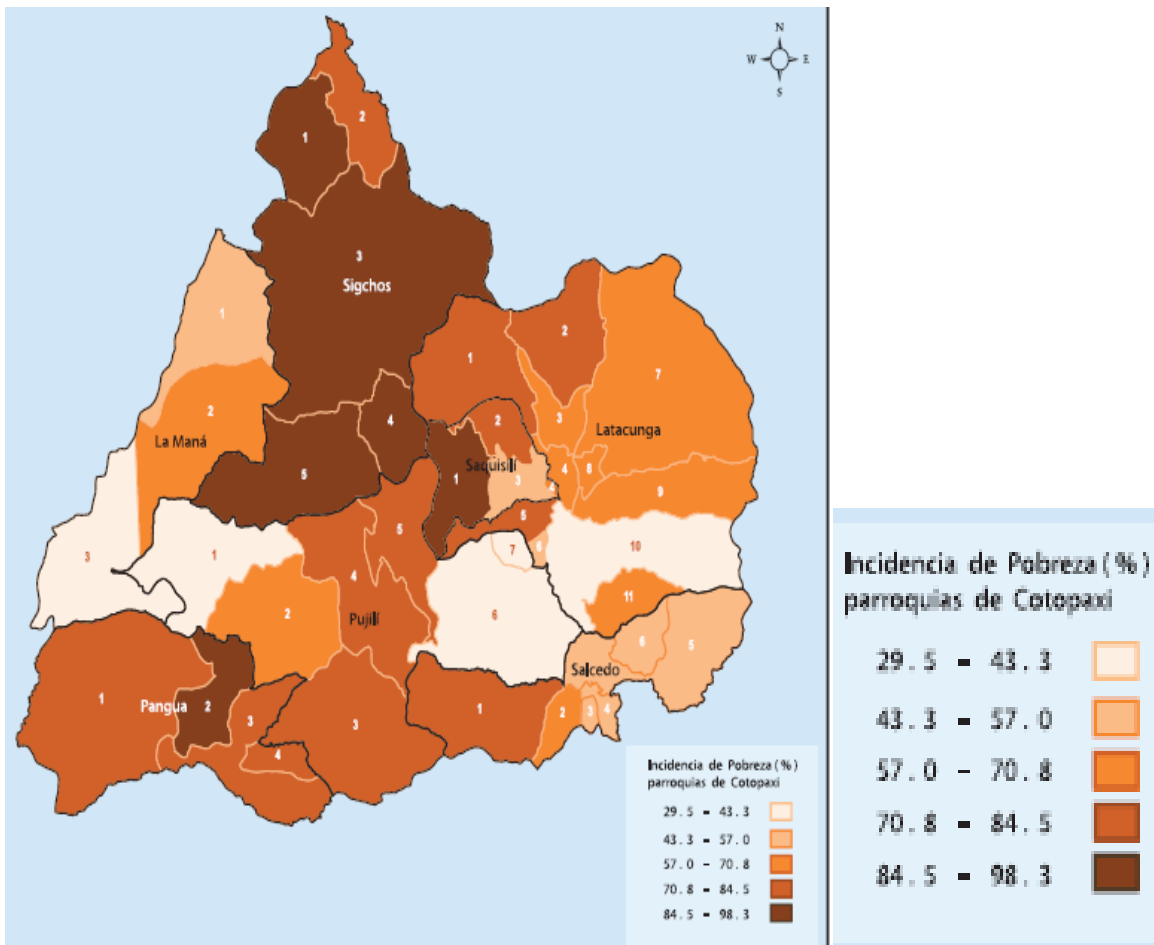 N
W E
S
1
2
3
Sigchos
1
1
2
7
2
3
4
2
La Maná
Latacunga
5
1
Saquisilí
3
4
4
8
9
5
5
3
1
7
6
10
4
2
11
Pujilí
6
6
5
Salcedo
1
Pangua
2
3
3
1
2
3
4
4
Incidencia de Pobreza (%)
parroquias de Cotopaxi
29.5 - 43.3
43.3 - 57.0
57.0 - 70.8
70.8 - 84.5
84.5 - 98.3
Incidencia de Pobreza (%)
parroquias de Cotopaxi
29.5 - 43.3
43.3 - 57.0
57.0 - 70.8
70.8 - 84.5
84.5 - 98.3